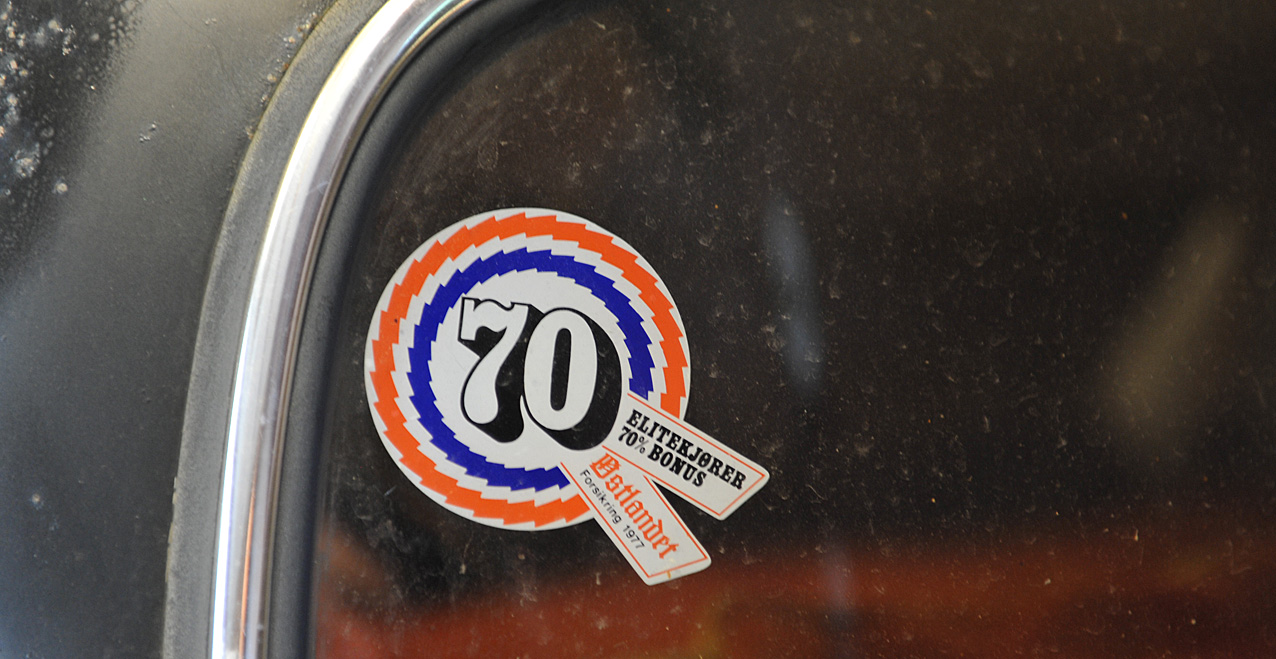 70
ELITEKJØRER
70% BONUS
Østlandet
Forsikring 1977